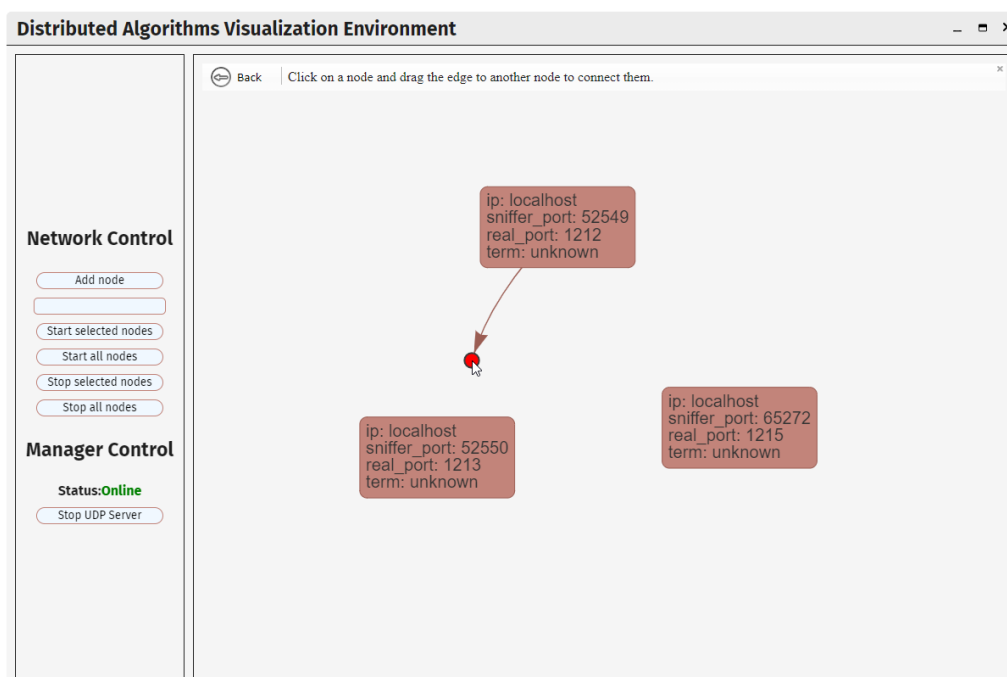 Distributed Algorithms Visualization Environment
Back
Click on a node and drag the edge to another node to connect them.
Network Control
Add node
Start selected nodes
Start all nodes
Stop selected nodes
Stop all nodes
Manager Control
Status:Online
Stop UDP Server
ip: localhost
sniffer_port: 52549
real_port: 1212
term: unknown
ip: localhost
sniffer_port: 52550
real_port: 1213
term: unknown
ip: localhost
sniffer_port: 65272
real_port: 1215
term: unknown